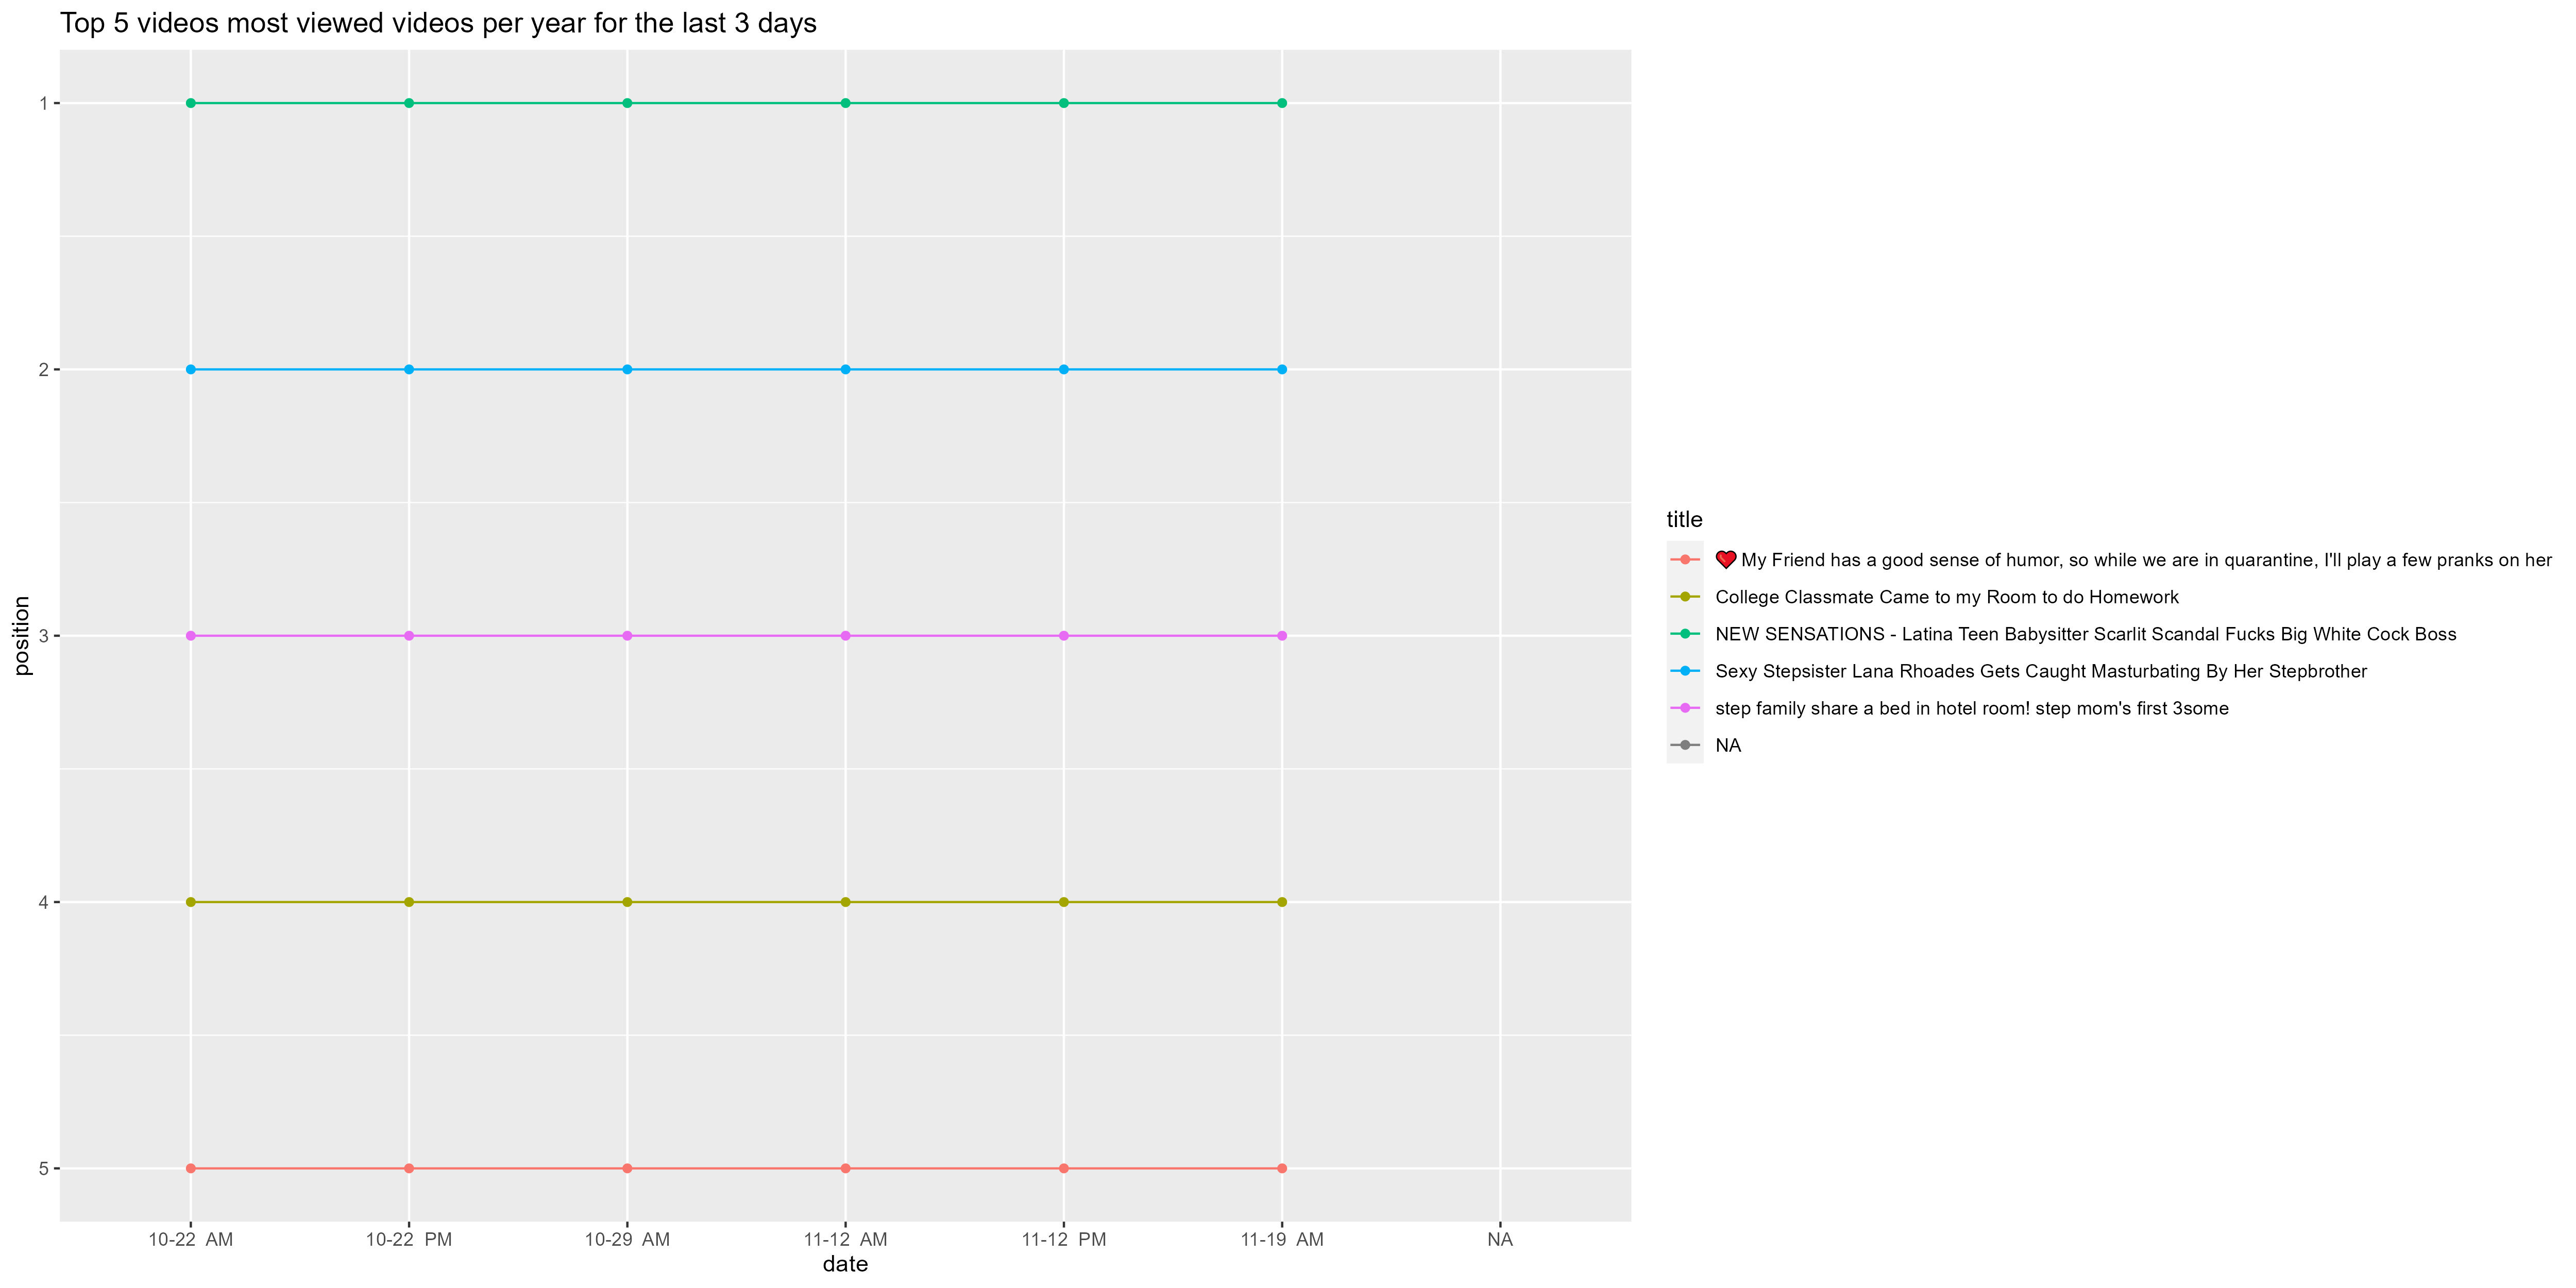 Top 5 videos most viewed videos per year for the last 3 days
position
1
2
3
4
5
10-22 AM
10-22 PM
10-29 AM
11-12 AM
11-12 PM
11-19 AM
NA
date
title
❤️ My Friend has a good sense of humor, so while we are in quarantine, I'll play a few pranks on her
College Classmate Came to my Room to do Homework
NEW SENSATIONS - Latina Teen Babysitter Scarlit Scandal Fucks Big White Cock Boss
Sexy Stepsister Lana Rhoades Gets Caught Masturbating By Her Stepbrother
step family share a bed in hotel room! step mom's first 3some
NA